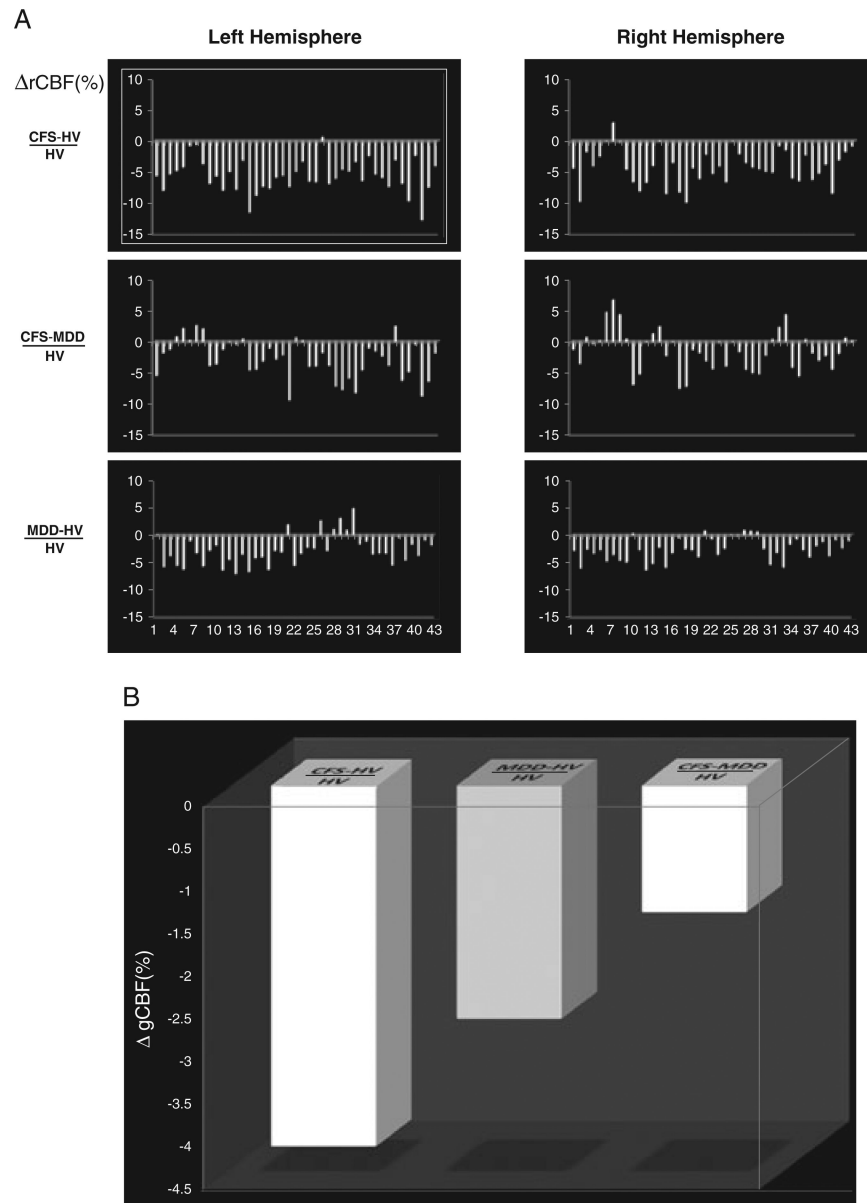 A
Left Hemisphere
Right Hemisphere
ΔrCBF(%)
CFS-HV
HV
10
5
0
-5
-10
-15
10
5
0
-5
-10
-15
CFS-MDD
HV
10
5
0
-5
-10
-15
10
5
0
-5
-10
-15
MDD-HV
HV
10
5
0
-5
-10
-15
1 4 7 10 13 16 19 22 25 28 31 34 37 40 43
10
5
0
-5
-10
-15
1 4 7 10 13 16 19 22 25 28 31 34 37 40 43
B
CFS-HV
HV
MDD-HV
HV
CFS-MDD
HV
Δ gCBF(%)
0
-0.5
-1
-1.5
-2
-2.5
-3
-3.5
-4
-4.5